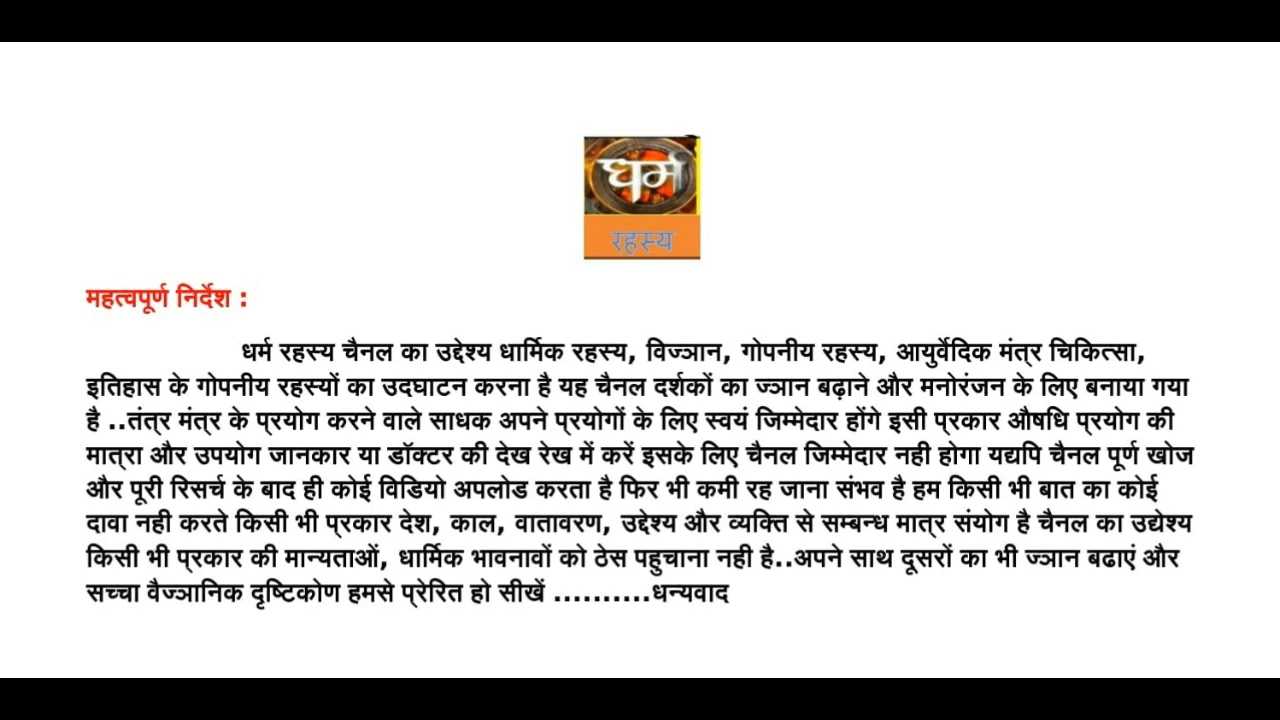 धर्म
रहस्य
महत्वपूर्ण निर्देश :
धर्म रहस्य चैनल का उद्देश्य धार्मिक रहस्य, विज्ञान, गोपनीय रहस्य, आयुर्वेदिक मंत्र चिकित्सा,
इतिहास के गोपनीय रहस्यों का उदघाटन करना है यह चैनल दर्शकों का ज्ञान बढ़ाने और मनोरंजन के लिए बनाया गया
है ..तंत्र मंत्र के प्रयोग करने वाले साधक अपने प्रयोगों के लिए स्वयं जिम्मेदार होंगे इसी प्रकार औषधि प्रयोग की
मात्रा और उपयोग जानकार या डॉक्टर की देख रेख में करें इसके लिए चैनल जिम्मेदार नही होगा यद्यपि चैनल पूर्ण खोज
और पूरी रिसर्च के बाद ही कोई विडियो अपलोड करता है फिर भी कमी रह जाना संभव है हम किसी भी बात का कोई
दावा नही करते किसी भी प्रकार देश, काल, वातावरण, उद्देश्य और व्यक्ति से सम्बन्ध मात्र संयोग है चैनल का उद्येश्य
किसी भी प्रकार की मान्यताओं, धार्मिक भावनावों को ठेस पहुचाना नही है..अपने साथ दूसरों का भी ज्ञान बढाएं और
सच्चा वैज्ञानिक दृष्टिकोण हमसे प्रेरित हो सीखें ..........धन्यवाद